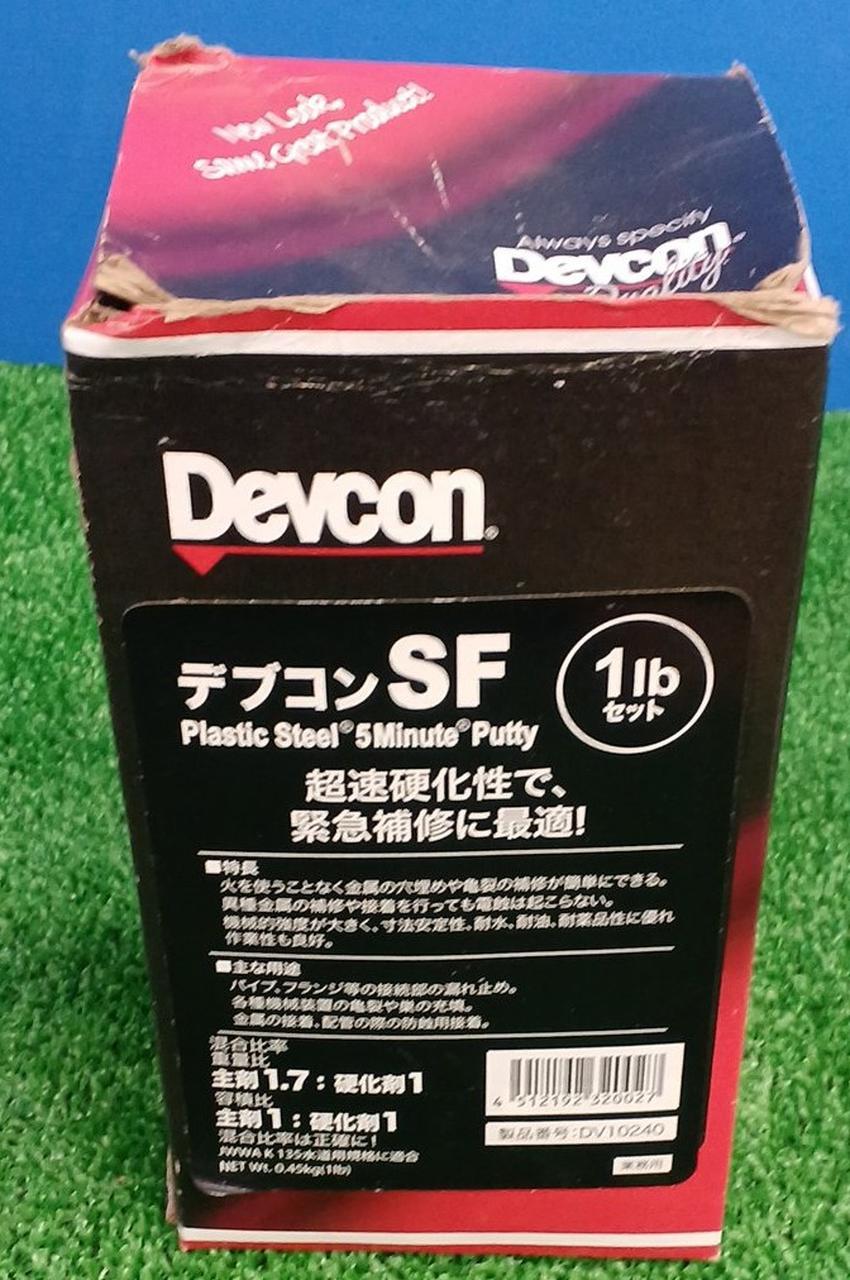 New Look,
Same Great Product!
Always specify
Devcon
Quality
Devcon®
デブコンSF
1lb
セット
Plastic Steel® 5Minute® Putty
超速硬化性で、
緊急補修に最適!
■特長
火を使うことなく金属の穴埋めや亀裂の補修が簡単にできる。
異種金属の補修や接着を行っても電蝕は起こらない。
機械的強度が大きく、寸法安定性、耐水、耐油、耐薬品性に優れ
作業性も良好。
■主な用途
パイプ、フランジ等の接続部の漏れ止め。
各種機械装置の亀裂や巣の充填。
金属の接着、配管の際の防蝕用接着。
混合比率
重量比
主剤1.7:硬化剤1
容積比
主剤1:硬化剤1
混合比率は正確に!
JWWA K 135水道用規格に適合
NET Wt. 0.45kg(1lb)
4 512192 320027
製品番号:DV10240
業務用